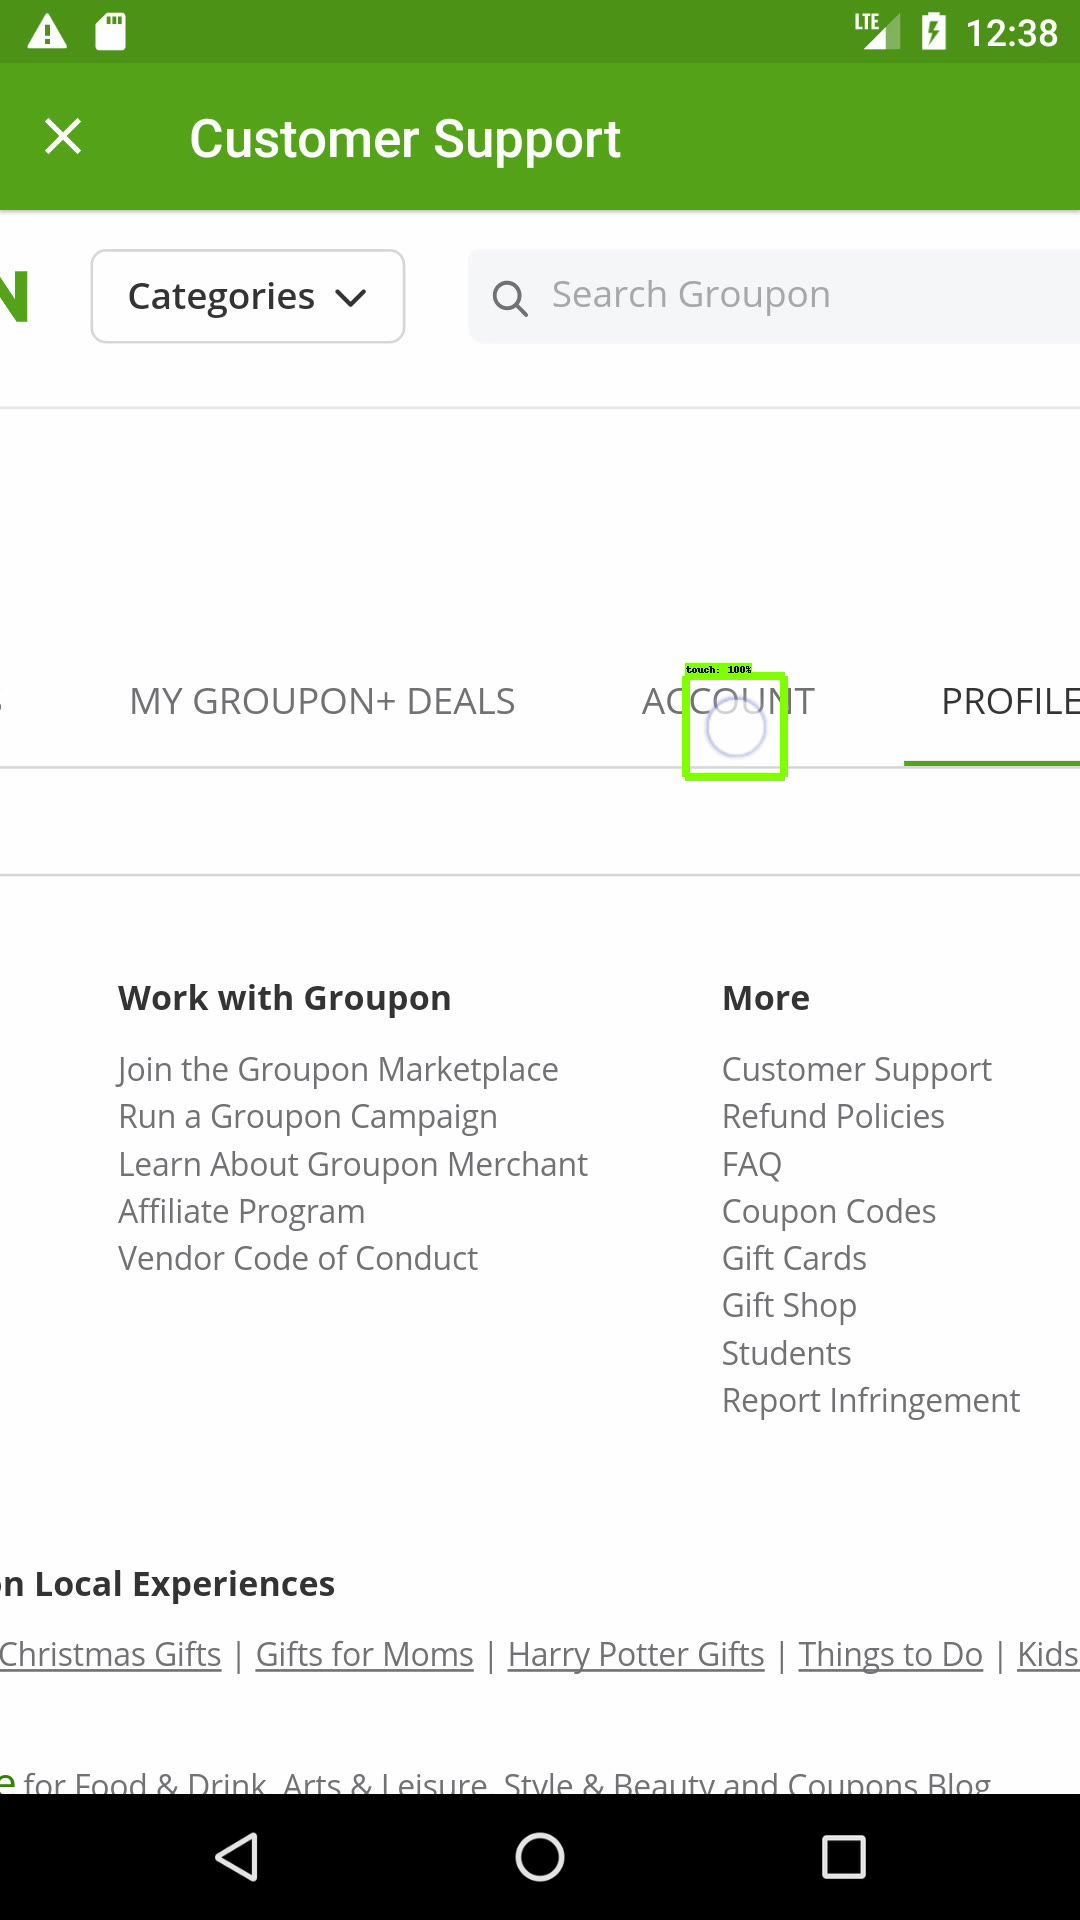 LTE 12:38
Customer Support
N Categories Search Groupon
touch: 100%
MY GROUPON+ DEALS ACCOUNT PROFILE
Work with Groupon
Join the Groupon Marketplace
Run a Groupon Campaign
Learn About Groupon Merchant
Affiliate Program
Vendor Code of Conduct
More
Customer Support
Refund Policies
FAQ
Coupon Codes
Gift Cards
Gift Shop
Students
Report Infringement
on Local Experiences
Christmas Gifts | Gifts for Moms | Harry Potter Gifts | Things to Do | Kids
e for Food & Drink, Arts & Leisure, Style & Beauty and Coupons Blog